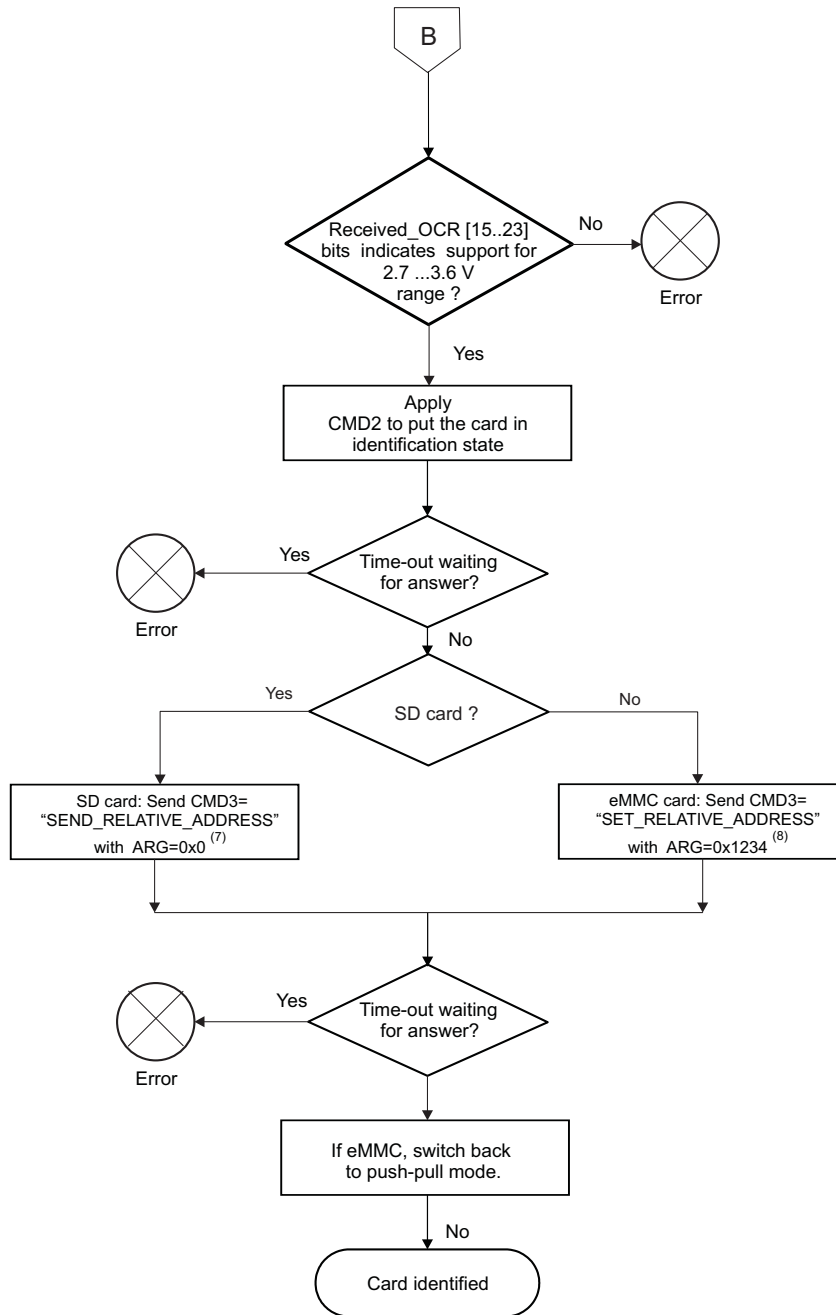 B
Received_OCR [15..23]
bits indicates support for
2.7 ...3.6 V
range ?
No
Error
Yes
Apply
CMD2 to put the card in
identification state
Time-out waiting
for answer?
Yes
Error
No
SD card ?
Yes
No
SD card: Send CMD3=
“SEND_RELATIVE_ADDRESS”
with ARG=0x0 (7)
eMMC card: Send CMD3=
“SET_RELATIVE_ADDRESS”
with ARG=0x1234 (8)
Time-out waiting
for answer?
Yes
Error
If eMMC, switch back
to push-pull mode.
No
Card identified